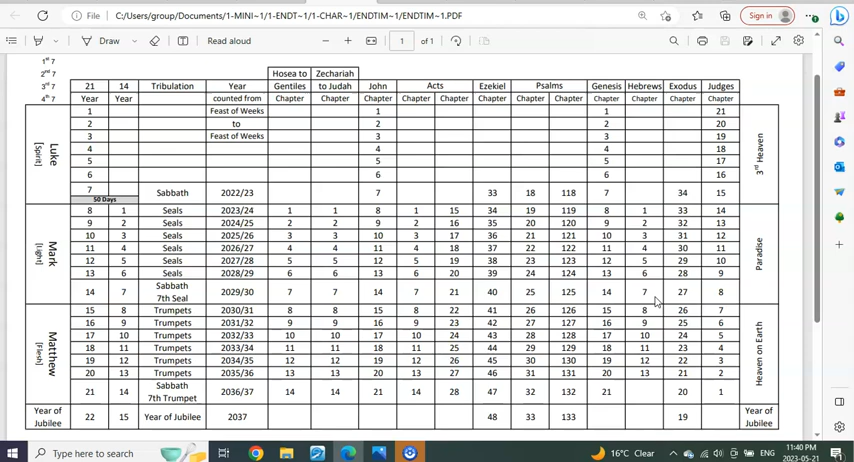 C:/Users/group/Documents/1-MINI~1/1-ENDT~1/1-CHAR~1/ENDTIM~1/ENDTIM~1.PDF
Sign in
Draw
Read aloud
1 of 1
1st 7
2nd 7 Hosea to Zechariah
3rd 7 21 14 Tribulation Year Gentiles to Judah John Acts Ezekiel Psalms Genesis Hebrews Exodus Judges
4th 7 Year Year counted from Chapter Chapter Chapter Chapter Chapter Chapter Chapter Chapter Chapter Chapter Chapter Chapter
1 Feast of Weeks 1 1 21
2 to 2 2 20
3 Feast of Weeks 3 3 19
4 4 4 18
5 5 5 17
6 6 6 16
7 Sabbath 2022/23 7 33 18 118 7 34 15
50 Days
8 1 Seals 2023/24 1 1 8 1 15 34 19 119 8 1 33 14
9 2 Seals 2024/25 2 2 9 2 16 35 20 120 9 2 32 13
10 3 Seals 2025/26 3 3 10 3 17 36 21 121 10 3 31 12
11 4 Seals 2026/27 4 4 11 4 18 37 22 122 11 4 30 11
12 5 Seals 2027/28 5 5 12 5 19 38 23 123 12 5 29 10
13 6 Seals 2028/29 6 6 13 6 20 39 24 124 13 6 28 9
14 7 Sabbath 2029/30 7 7 14 7 21 40 25 125 14 7 27 8
7th Seal
15 8 Trumpets 2030/31 8 8 15 8 22 41 26 126 15 8 26 7
16 9 Trumpets 2031/32 9 9 16 9 23 42 27 127 16 9 25 6
17 10 Trumpets 2032/33 10 10 17 10 24 43 28 128 17 10 24 5
18 11 Trumpets 2033/34 11 11 18 11 25 44 29 129 18 11 23 4
19 12 Trumpets 2034/35 12 12 19 12 26 45 30 130 19 12 22 3
20 13 Trumpets 2035/36 13 13 20 13 27 46 31 131 20 13 21 2
21 14 Sabbath 2036/37 14 14 21 14 28 47 32 132 21 20 1
7th Trumpet
Year of Jubilee 22 15 Year of Jubilee 2037 48 33 133 19 Year of Jubilee
Luke
[Spirit]
Mark
[Light]
Matthew
[Flesh]
3rd Heaven
Paradise
Heaven on Earth
Type here to search
16°C Clear
ENG
11:40 PM
2023-05-21